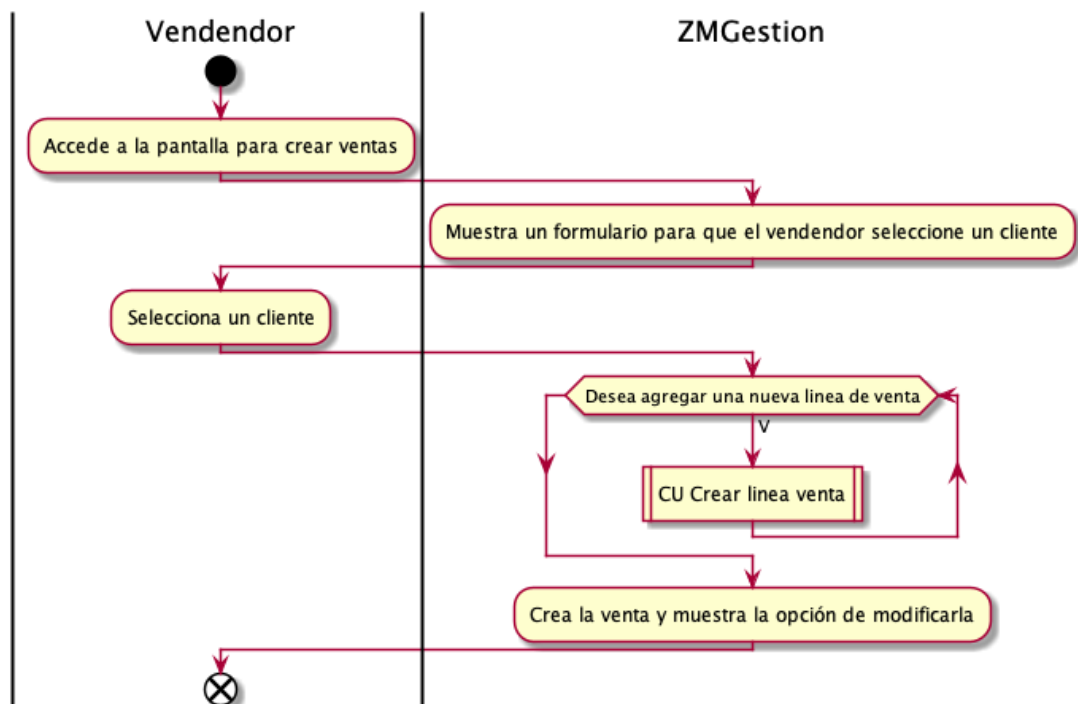 Vendendor
ZMGestion
Accede a la pantalla para crear ventas
Muestra un formulario para que el vendendor seleccione un cliente
Selecciona un cliente
Desea agregar una nueva linea de venta
V
CU Crear linea venta
Crea la venta y muestra la opción de modificarla